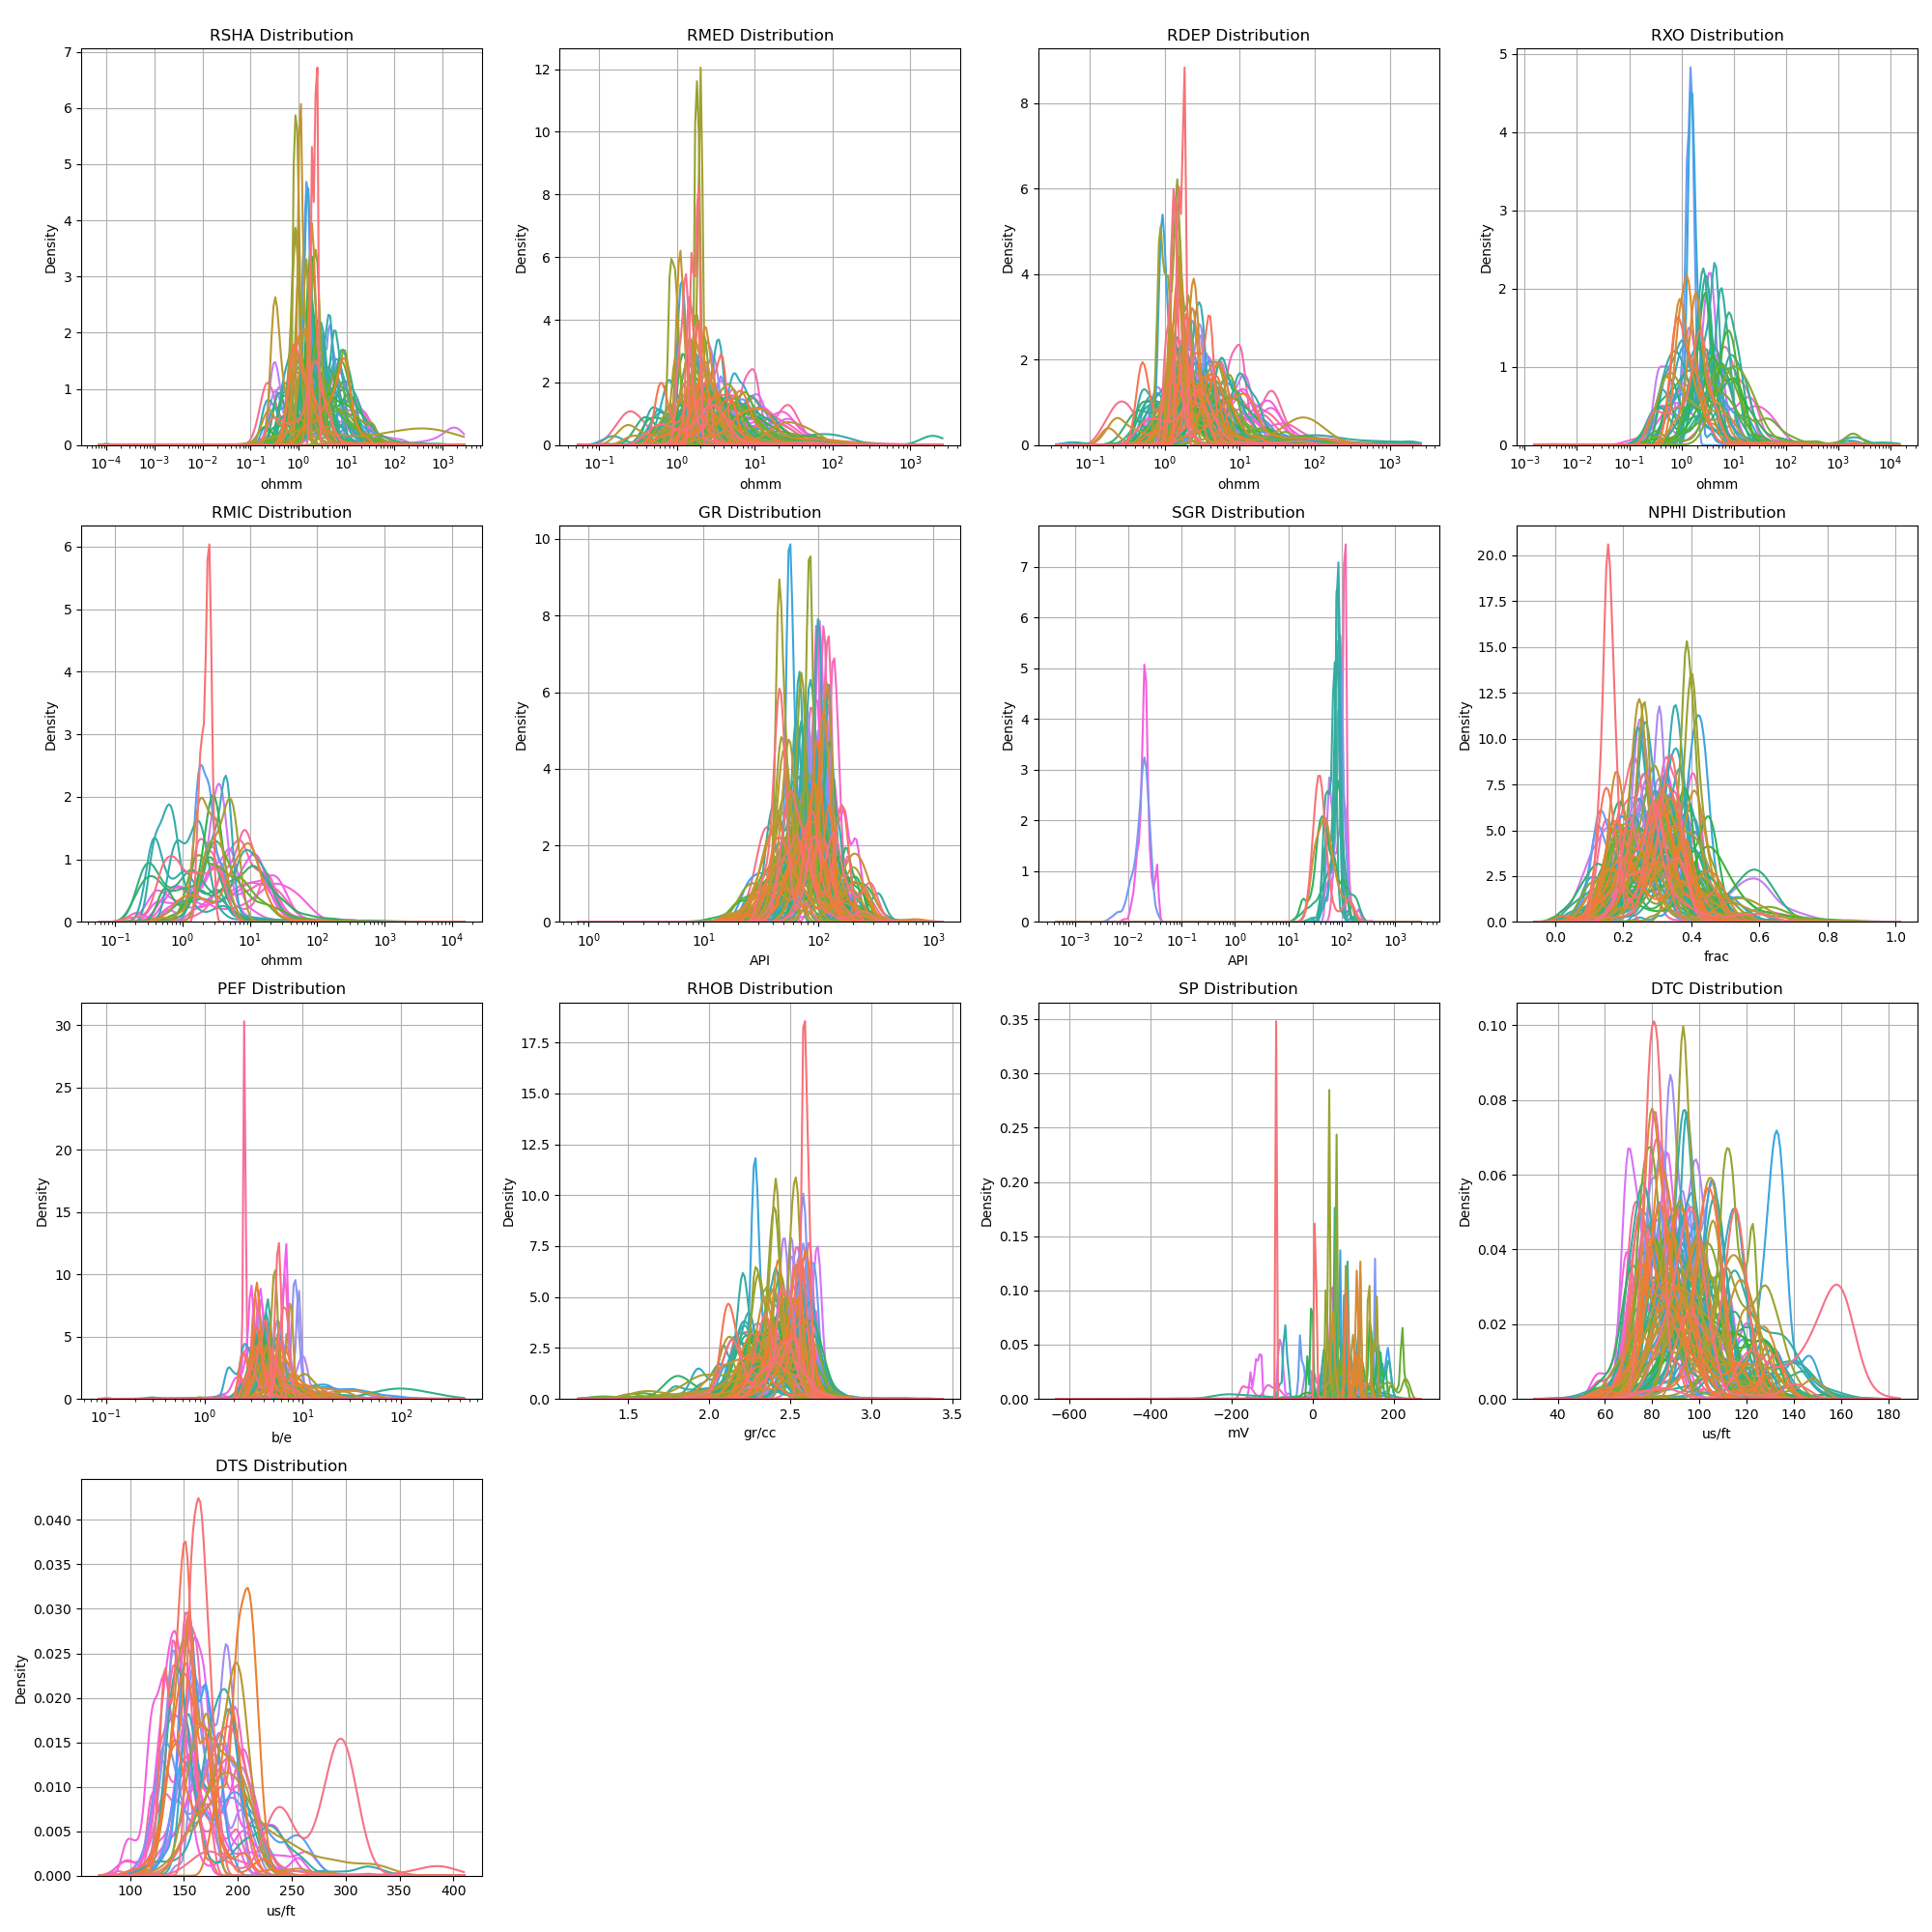 RSHA Distribution
7
6
5
4
3
2
1
0
Density
10⁻⁴ 10⁻³ 10⁻² 10⁻¹ 10⁰ 10¹ 10² 10³
ohmm
RMED Distribution
12
10
8
6
4
2
0
Density
10⁻¹ 10⁰ 10¹ 10² 10³
ohmm
RDEP Distribution
8
6
4
2
0
Density
10⁻¹ 10⁰ 10¹ 10² 10³
ohmm
RXO Distribution
5
4
3
2
1
0
Density
10⁻³ 10⁻² 10⁻¹ 10⁰ 10¹ 10² 10³ 10⁴
ohmm
RMIC Distribution
6
5
4
3
2
1
0
Density
10⁻¹ 10⁰ 10¹ 10² 10³ 10⁴
ohmm
GR Distribution
10
8
6
4
2
0
Density
10⁰ 10¹ 10² 10³
API
SGR Distribution
7
6
5
4
3
2
1
0
Density
10⁻³ 10⁻² 10⁻¹ 10⁰ 10¹ 10² 10³
API
NPHI Distribution
20.0
17.5
15.0
12.5
10.0
7.5
5.0
2.5
0.0
Density
0.0 0.2 0.4 0.6 0.8 1.0
frac
PEF Distribution
30
25
20
15
10
5
0
Density
10⁻¹ 10⁰ 10¹ 10²
b/e
RHOB Distribution
17.5
15.0
12.5
10.0
7.5
5.0
2.5
0.0
Density
1.5 2.0 2.5 3.0 3.5
gr/cc
SP Distribution
0.35
0.30
0.25
0.20
0.15
0.10
0.05
0.00
Density
−600 −400 −200 0 200
mV
DTC Distribution
0.10
0.08
0.06
0.04
0.02
0.00
Density
40 60 80 100 120 140 160 180
us/ft
DTS Distribution
0.040
0.035
0.030
0.025
0.020
0.015
0.010
0.005
0.000
Density
100 150 200 250 300 350 400
us/ft